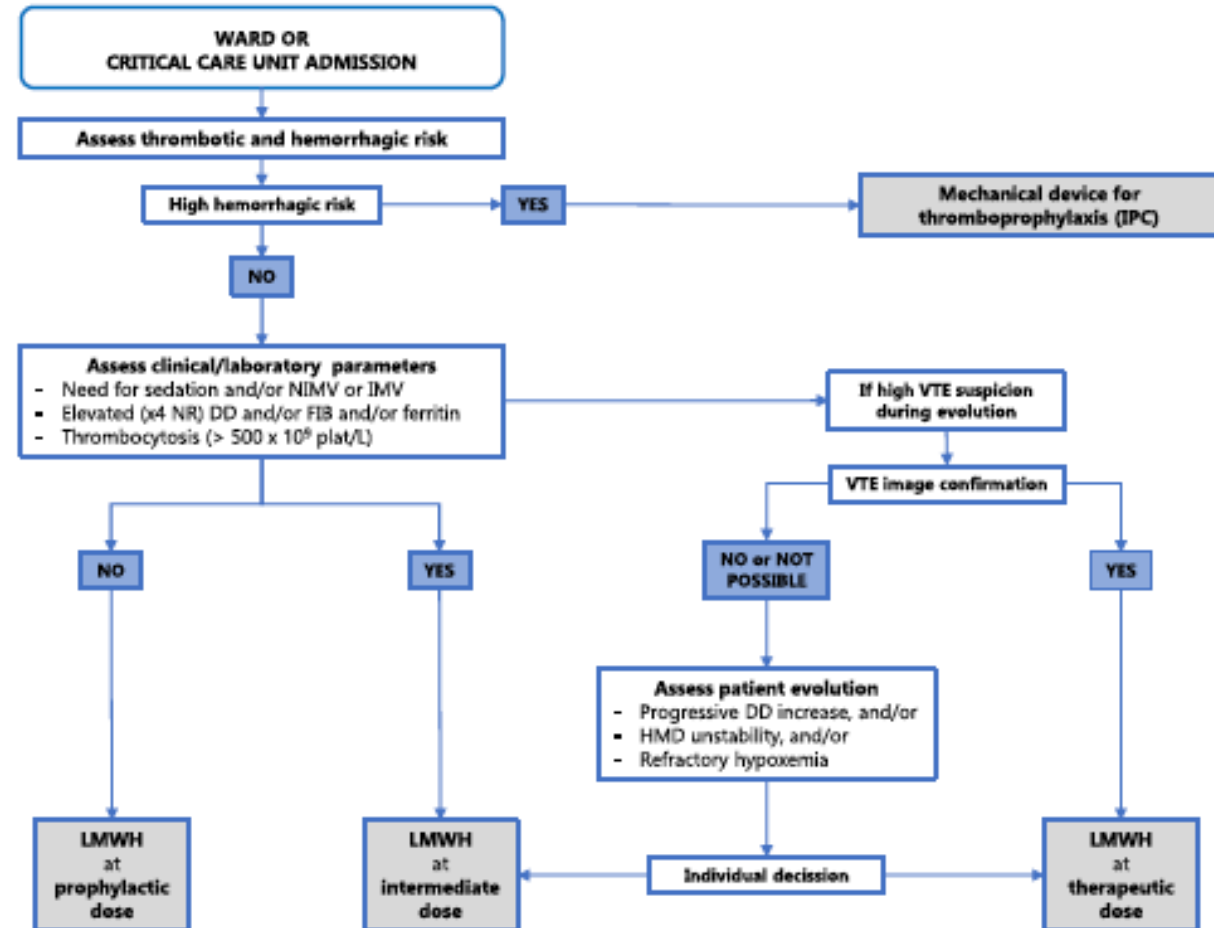 WARD OR
CRITICAL CARE UNIT ADMISSION
Assess thrombotic and hemorrhagic risk
High hemorrhagic risk
YES
Mechanical device for
thromboprophylaxis (IPC)
NO
Assess clinical/laboratory parameters
- Need for sedation and/or NIMV or IMV
- Elevated (x4 NR) DD and/or FIB and/or ferritin
- Thrombocytosis (> 500 x 10⁹ plat/L)
If high VTE suspicion
during evolution
VTE image confirmation
NO
YES
NO or NOT
POSSIBLE
YES
Assess patient evolution
- Progressive DD increase, and/or
- HMD unstability, and/or
- Refractory hypoxemia
LMWH
at
prophylactic
dose
LMWH
at
intermediate
dose
Individual decission
LMWH
at
therapeutic
dose